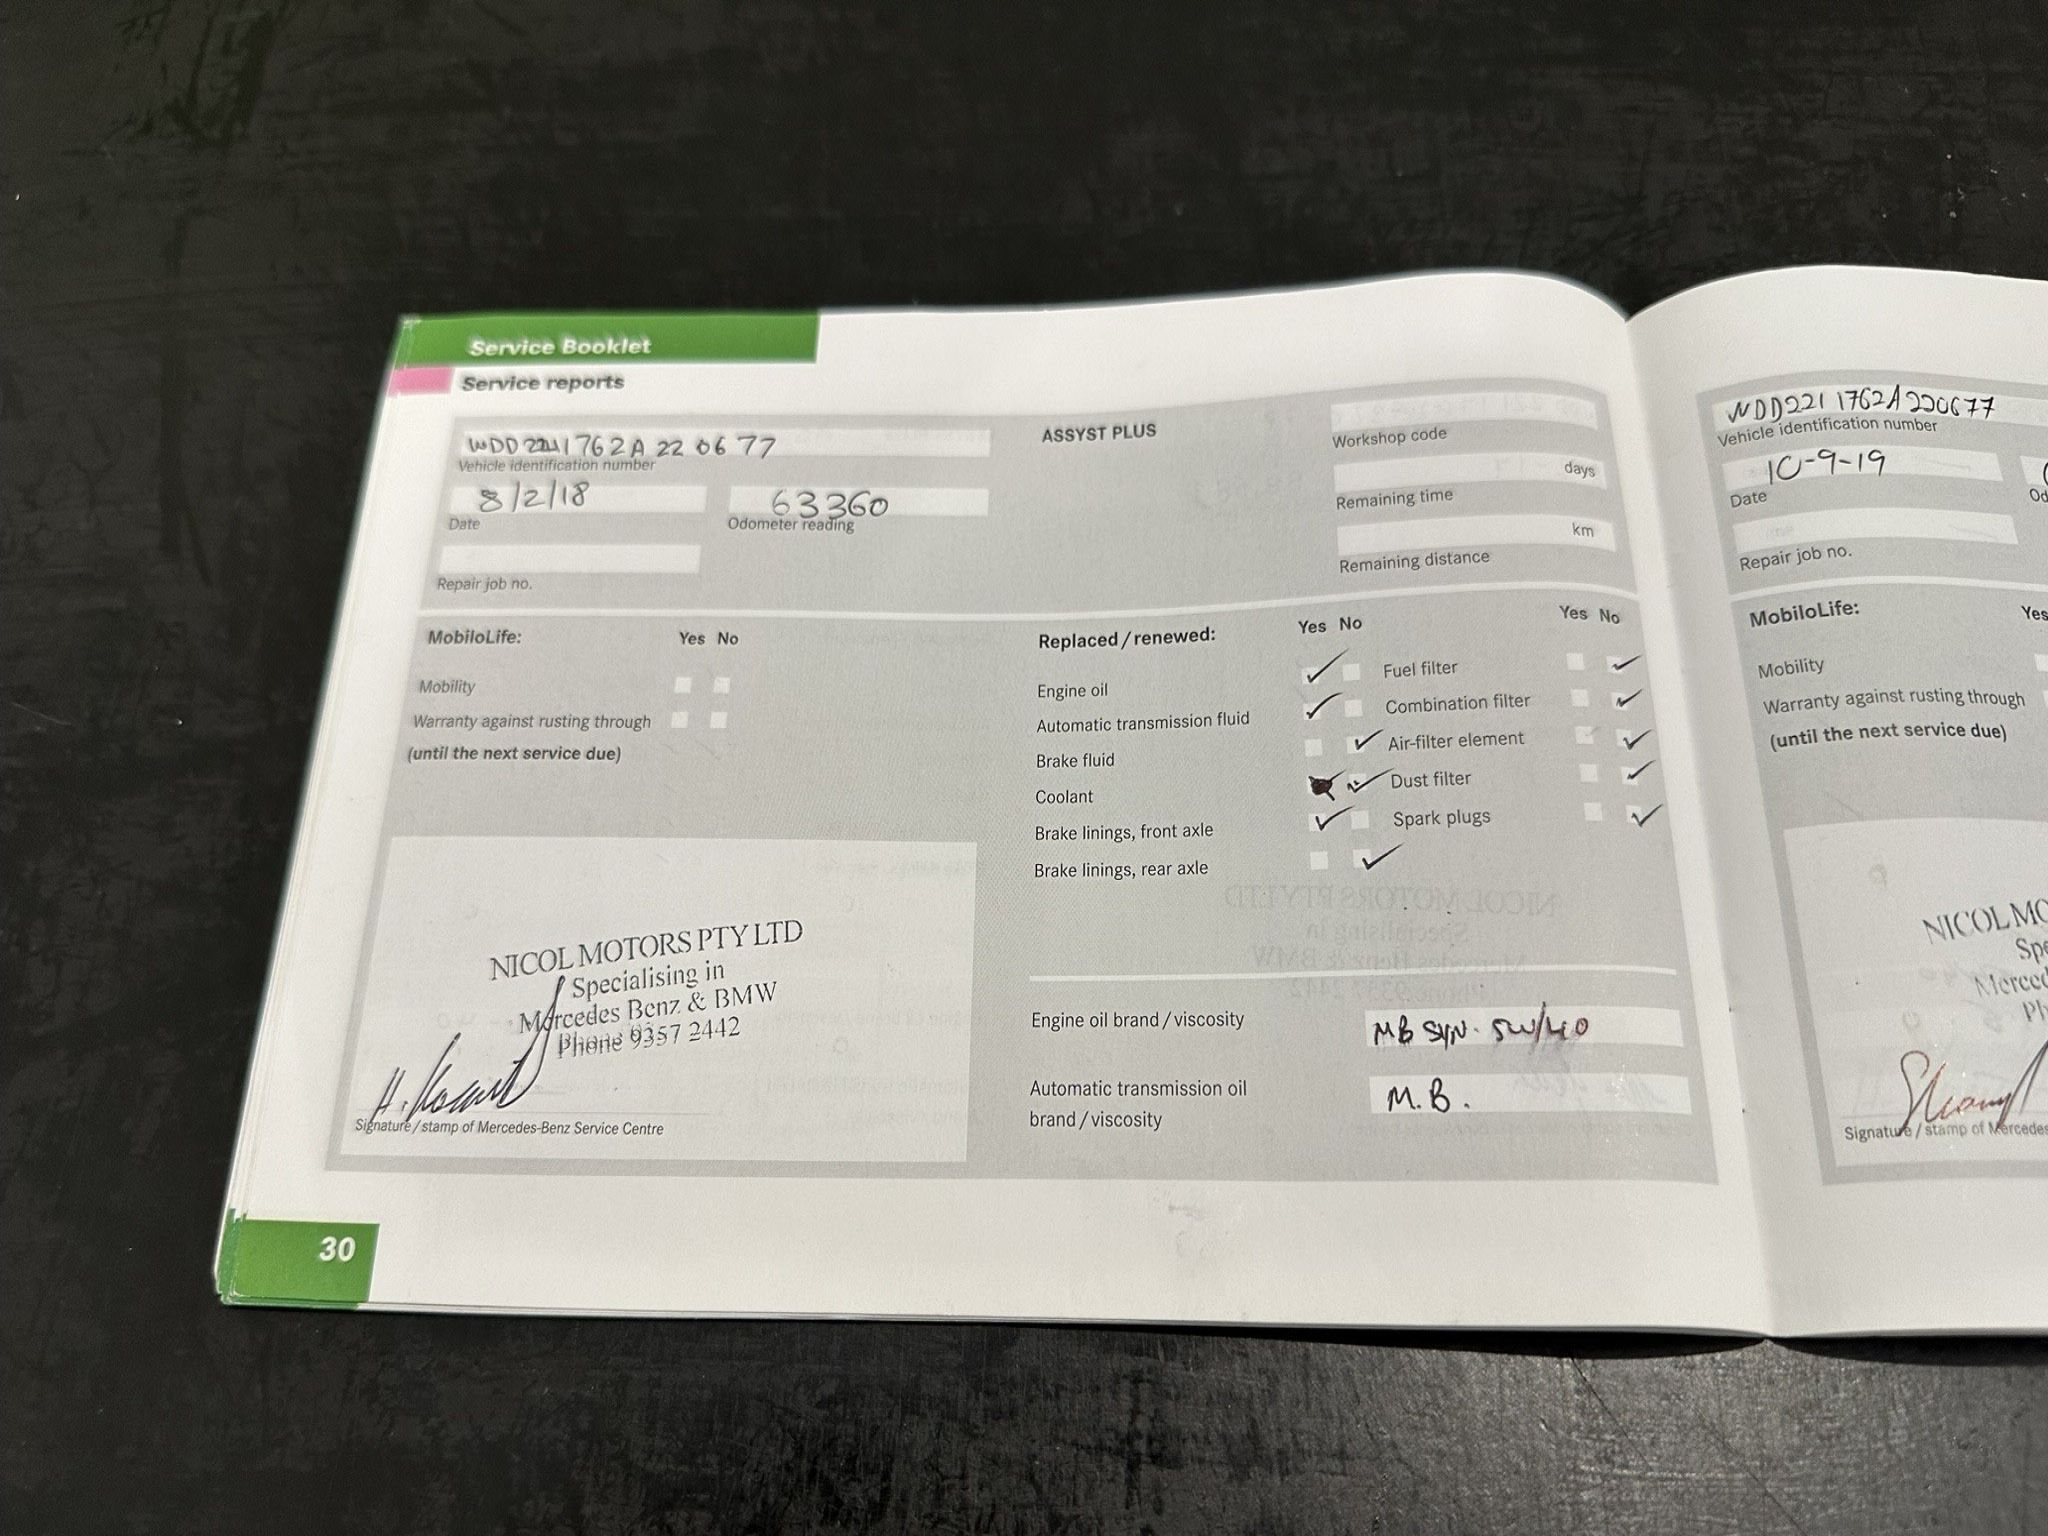 Service Booklet
Service reports
WDD2211762A220677
Vehicle identification number
8/2/18
63360
Date
Odometer reading
Repair job no.
ASSYST PLUS
Workshop code
days
Remaining time
km
Remaining distance
MobiloLife: Yes No
Mobility
Warranty against rusting through
(until the next service due)
Replaced/renewed: Yes No Yes No
Engine oil
Automatic transmission fluid
Brake fluid
Coolant
Brake linings, front axle
Brake linings, rear axle
Fuel filter
Combination filter
Air-filter element
Dust filter
Spark plugs
NICOL MOTORS PTY LTD
Specialising in
Mercedes Benz & BMW
Phone 9357 2442
Signature/stamp of Mercedes-Benz Service Centre
Engine oil brand/viscosity
MB SYN. 5W/40
Automatic transmission oil
brand/viscosity
M.B.
30
WDD2211762A220677
Vehicle identification number
10-9-19
Date
Od
Repair job no.
MobiloLife: Yes
Mobility
Warranty against rusting through
(until the next service due)
NICOL MO
Spe
Merced
Ph
Signature/stamp of Mercedes